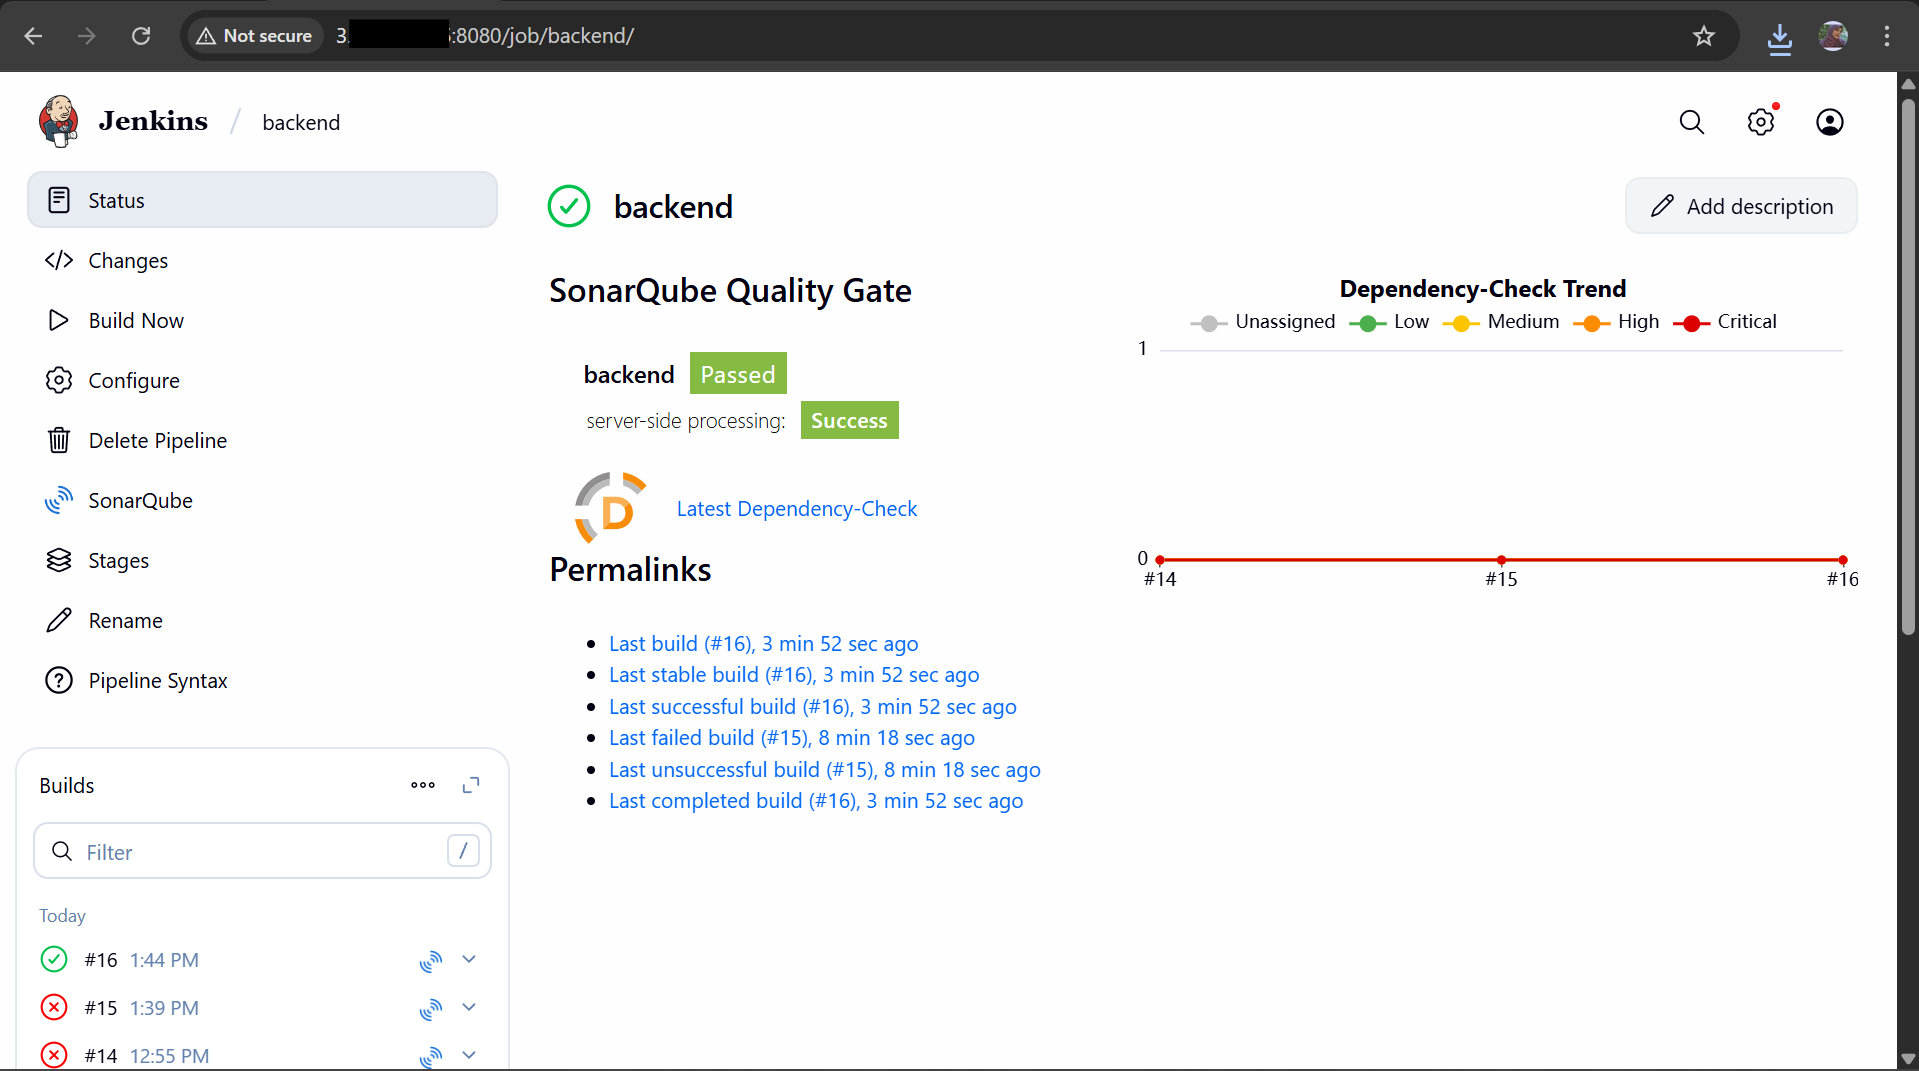 Not secure 3. :8080/job/backend/
Jenkins / backend
Status
Changes
Build Now
Configure
Delete Pipeline
SonarQube
Stages
Rename
Pipeline Syntax
Builds
Filter /
Today
#16 1:44 PM
#15 1:39 PM
#14 12:55 PM
backend
Add description
SonarQube Quality Gate
backend Passed
server-side processing: Success
D
Latest Dependency-Check
Permalinks
Last build (#16), 3 min 52 sec ago
Last stable build (#16), 3 min 52 sec ago
Last successful build (#16), 3 min 52 sec ago
Last failed build (#15), 8 min 18 sec ago
Last unsuccessful build (#15), 8 min 18 sec ago
Last completed build (#16), 3 min 52 sec ago
Dependency-Check Trend
Unassigned Low Medium High Critical
1
0
#14 #15 #16